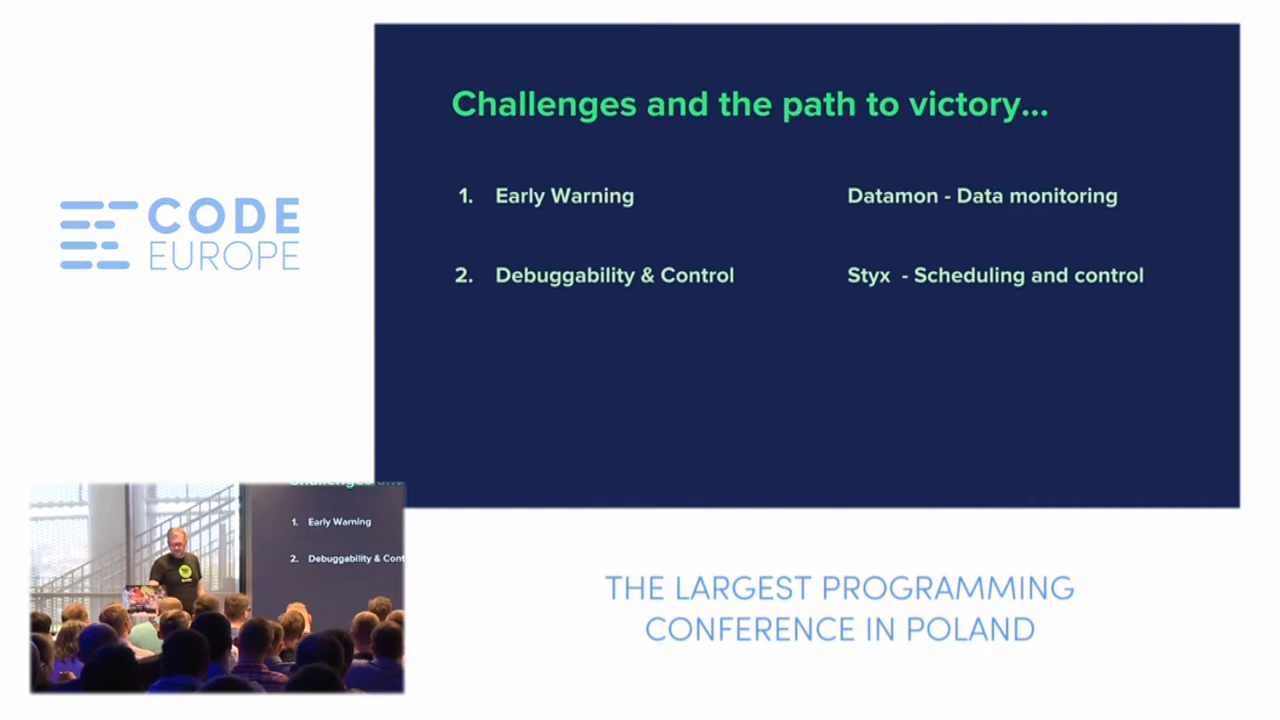 Challenges and the path to victory...
1. Early Warning Datamon - Data monitoring
2. Debuggability & Control Styx - Scheduling and control
CODE
EUROPE
1. Early Warning
2. Debuggability & Cont
THE LARGEST PROGRAMMING
CONFERENCE IN POLAND